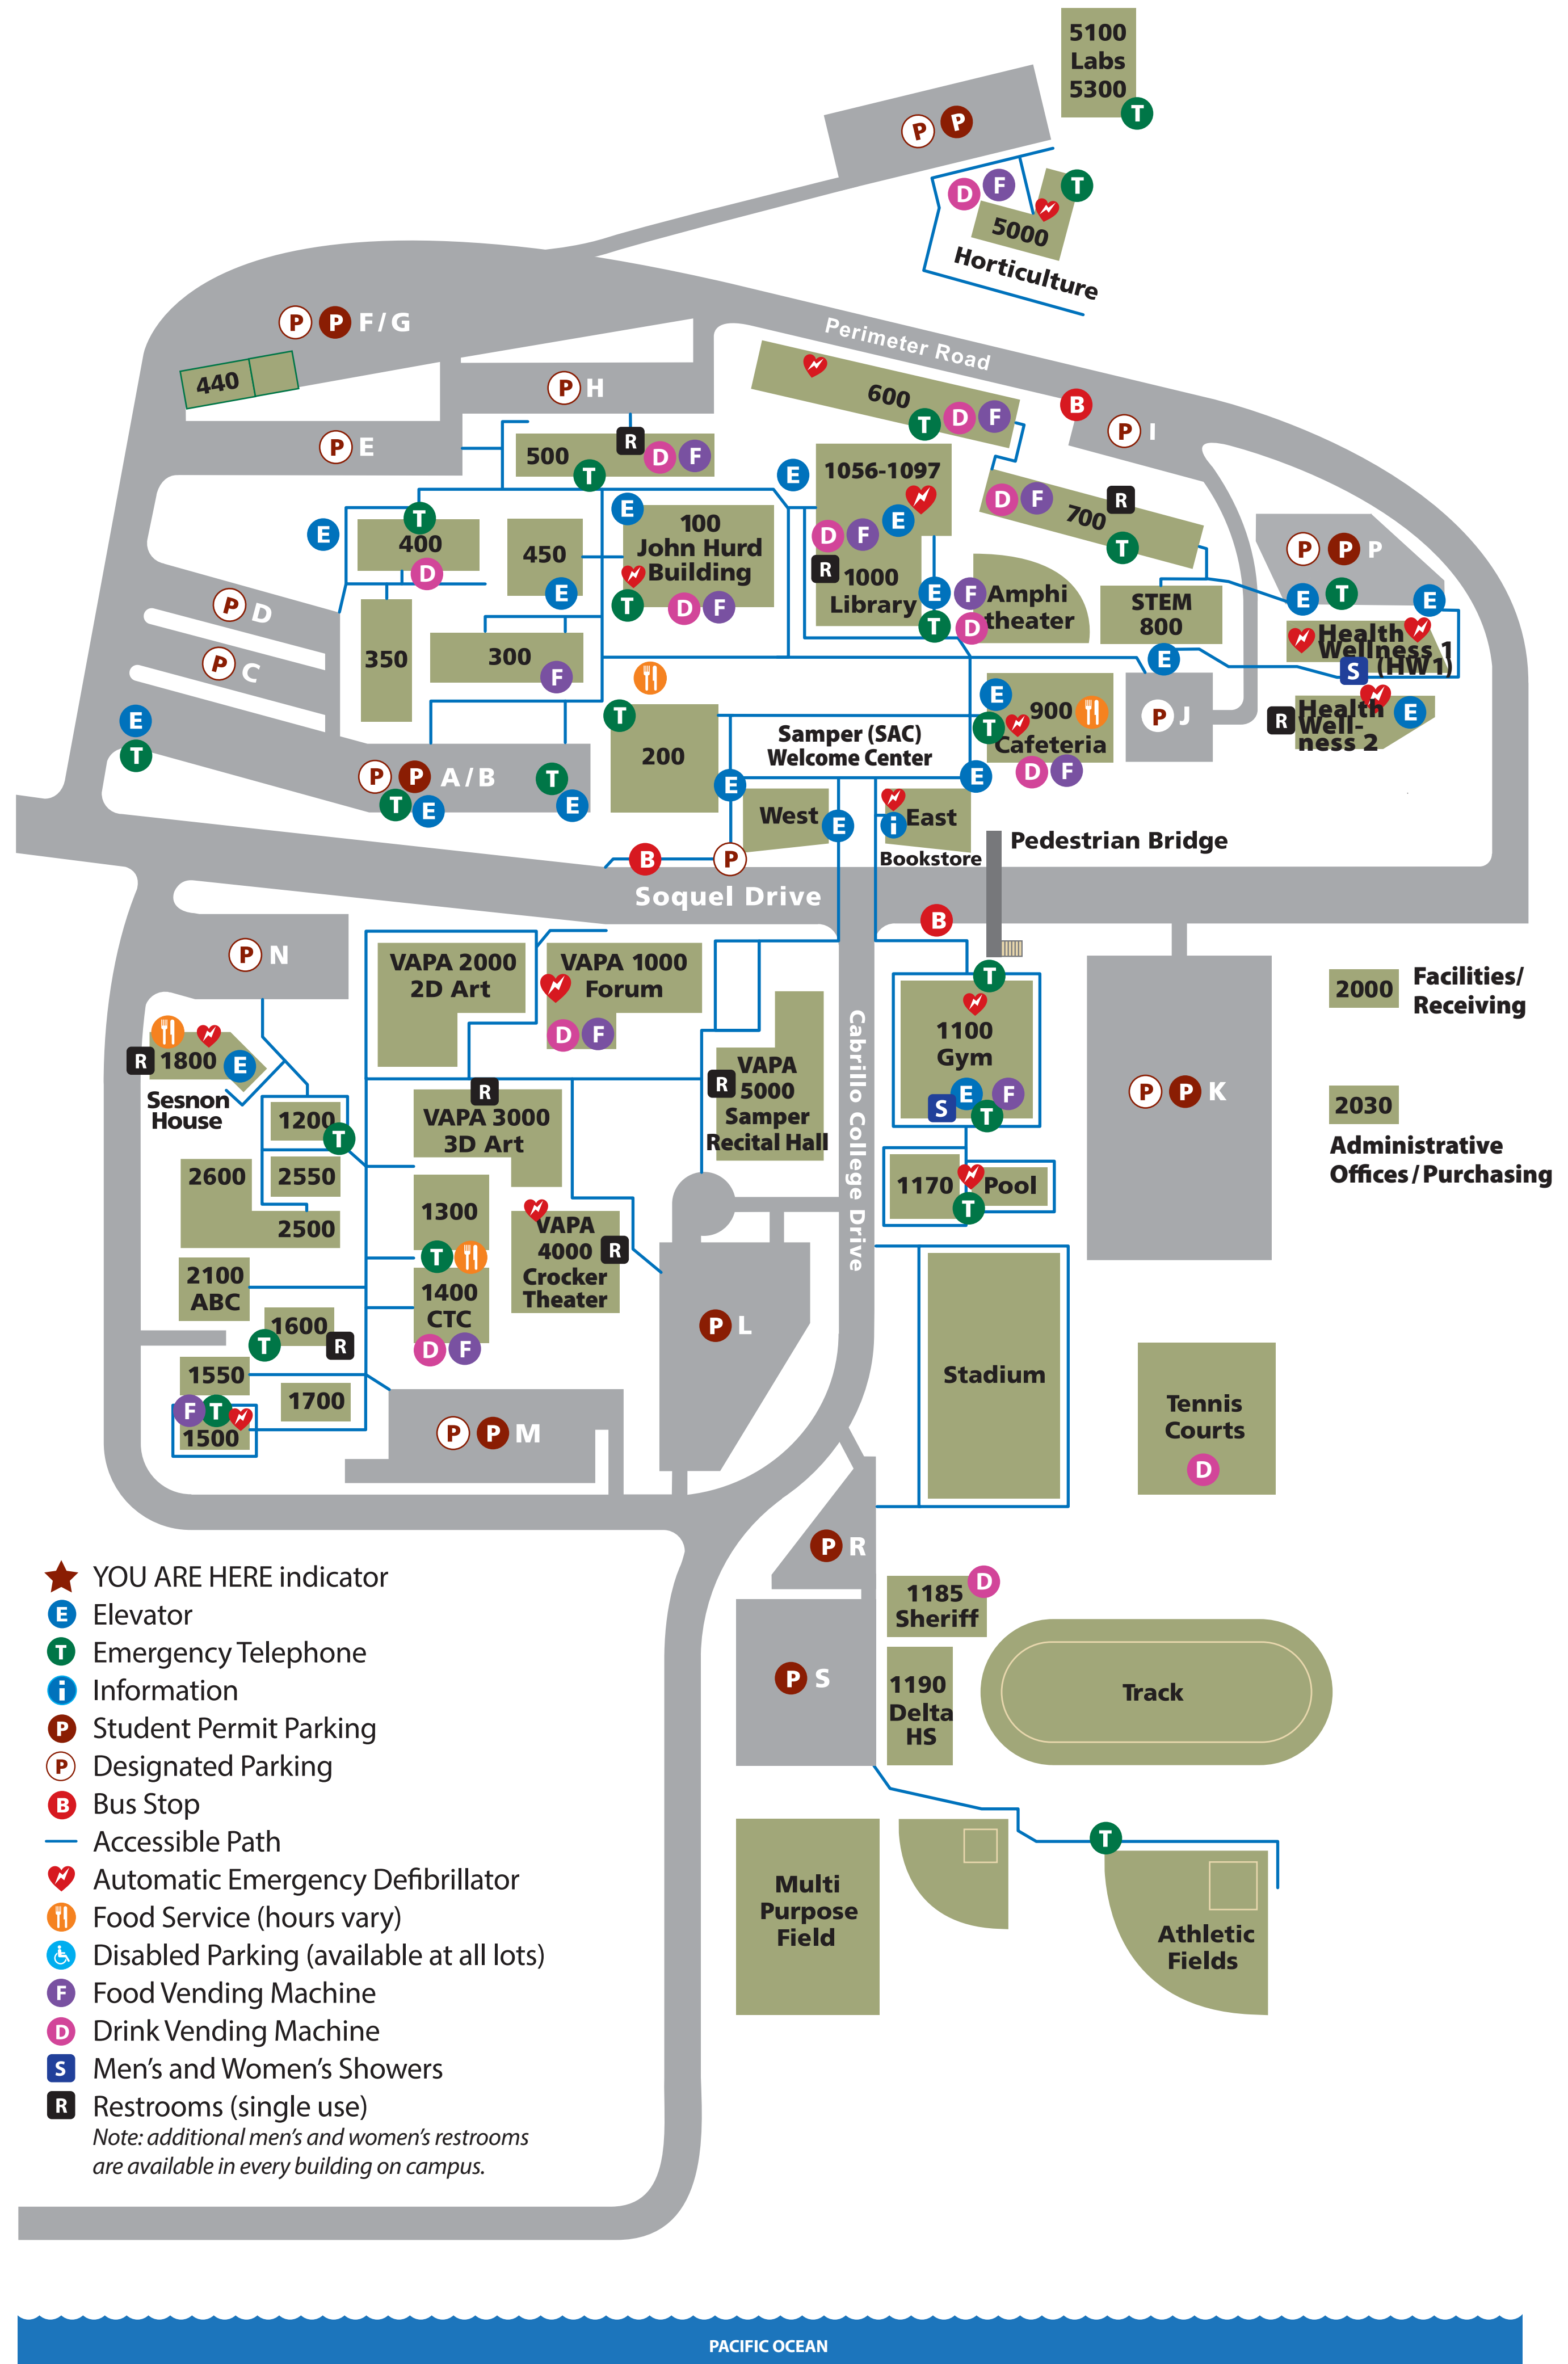 5100
Labs
5300
T
P P
D F T
5000
Horticulture
P P F/G
Perimeter Road
440
P H
600
T D F
B
P I
P E
500
R D F
T
E
1056-1097
D F E
R 1000
Library
D F R
700
T
E
T
400
D
450
E
E
100
John Hurd
Building
T D F
E F
T D
Amphi
theater
STEM
800
E
P P P
E T E
Health
Wellness 1
S (HW1)
P D
P C
350
300
F
R Health
Well-
ness 2
E
E
T
T
200
Samper (SAC)
Welcome Center
E
T
900
Cafeteria
D F
P J
P P A/B
T E
T
E
E
E
West
E
i East
Bookstore
Pedestrian Bridge
B P
Soquel Drive
B
P N
VAPA 2000
2D Art
VAPA 1000
Forum
D F
T
1100
Gym
E F
S T
2000
Facilities/
Receiving
R 1800 E
Sesnon
House
R
VAPA 3000
3D Art
R
VAPA
5000
Samper
Recital Hall
Cabrillo College Drive
P P K
2030
Administrative
Offices/Purchasing
1200
T
2600
2550
2500
1300
T
1170
Pool
T
VAPA
4000
Crocker
Theater
R
2100
ABC
1400
CTC
D F
1600
T R
P L
1550
1700
F T
1500
P P M
Stadium
Tennis
Courts
D
P R
1185
Sheriff
D
P S
1190
Delta
HS
Track
T
Multi
Purpose
Field
Athletic
Fields
YOU ARE HERE indicator
E Elevator
T Emergency Telephone
i Information
P Student Permit Parking
P Designated Parking
B Bus Stop
Accessible Path
Automatic Emergency Defibrillator
Food Service (hours vary)
Disabled Parking (available at all lots)
F Food Vending Machine
D Drink Vending Machine
S Men's and Women's Showers
R Restrooms (single use)
Note: additional men's and women's restrooms
are available in every building on campus.
PACIFIC OCEAN